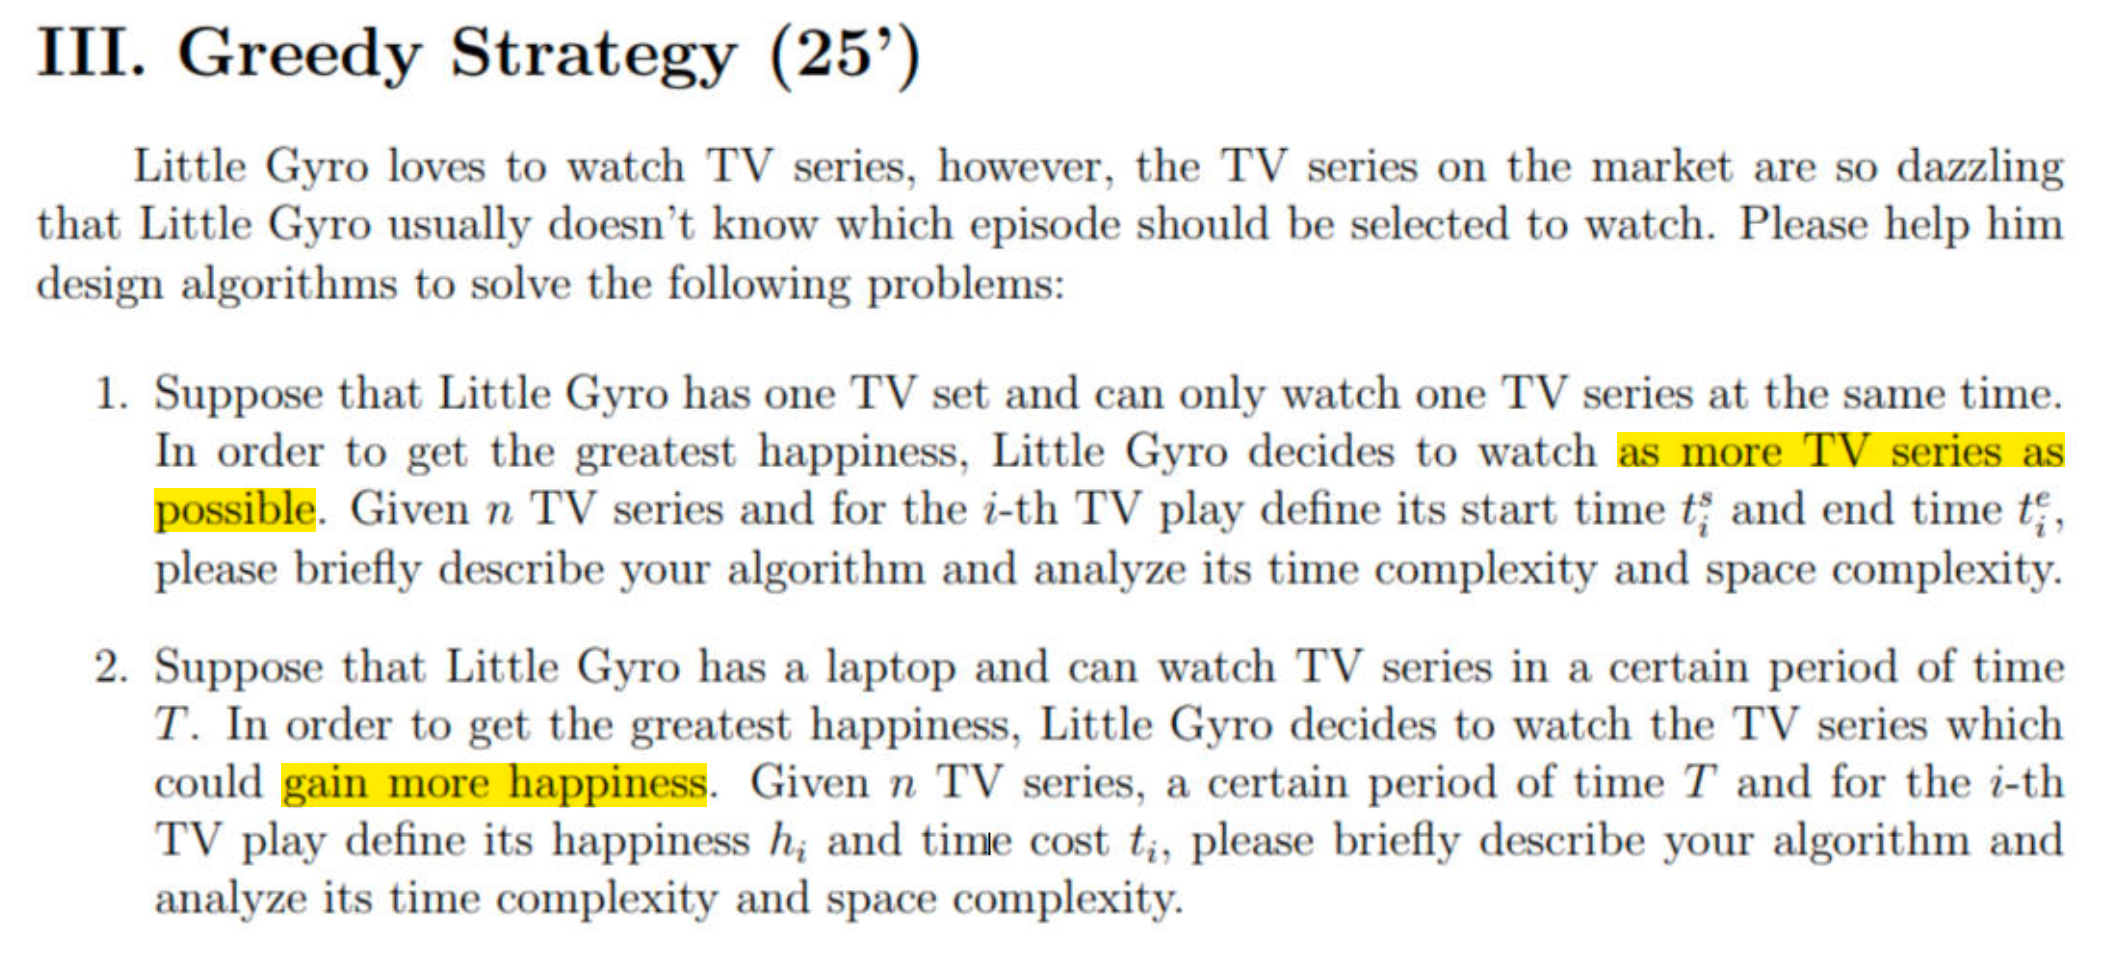 III. Greedy Strategy (25’)
Little Gyro loves to watch TV series, however, the TV series on the market are so dazzling
that Little Gyro usually doesn’t know which episode should be selected to watch. Please help him
design algorithms to solve the following problems:
1. Suppose that Little Gyro has one TV set and can only watch one TV series at the same time.
In order to get the greatest happiness, Little Gyro decides to watch as more TV series as
possible. Given n TV series and for the i-th TV play define its start time t_i^s and end time t_i^e,
please briefly describe your algorithm and analyze its time complexity and space complexity.
2. Suppose that Little Gyro has a laptop and can watch TV series in a certain period of time
T. In order to get the greatest happiness, Little Gyro decides to watch the TV series which
could gain more happiness. Given n TV series, a certain period of time T and for the i-th
TV play define its happiness h_i and time cost t_i, please briefly describe your algorithm and
analyze its time complexity and space complexity.